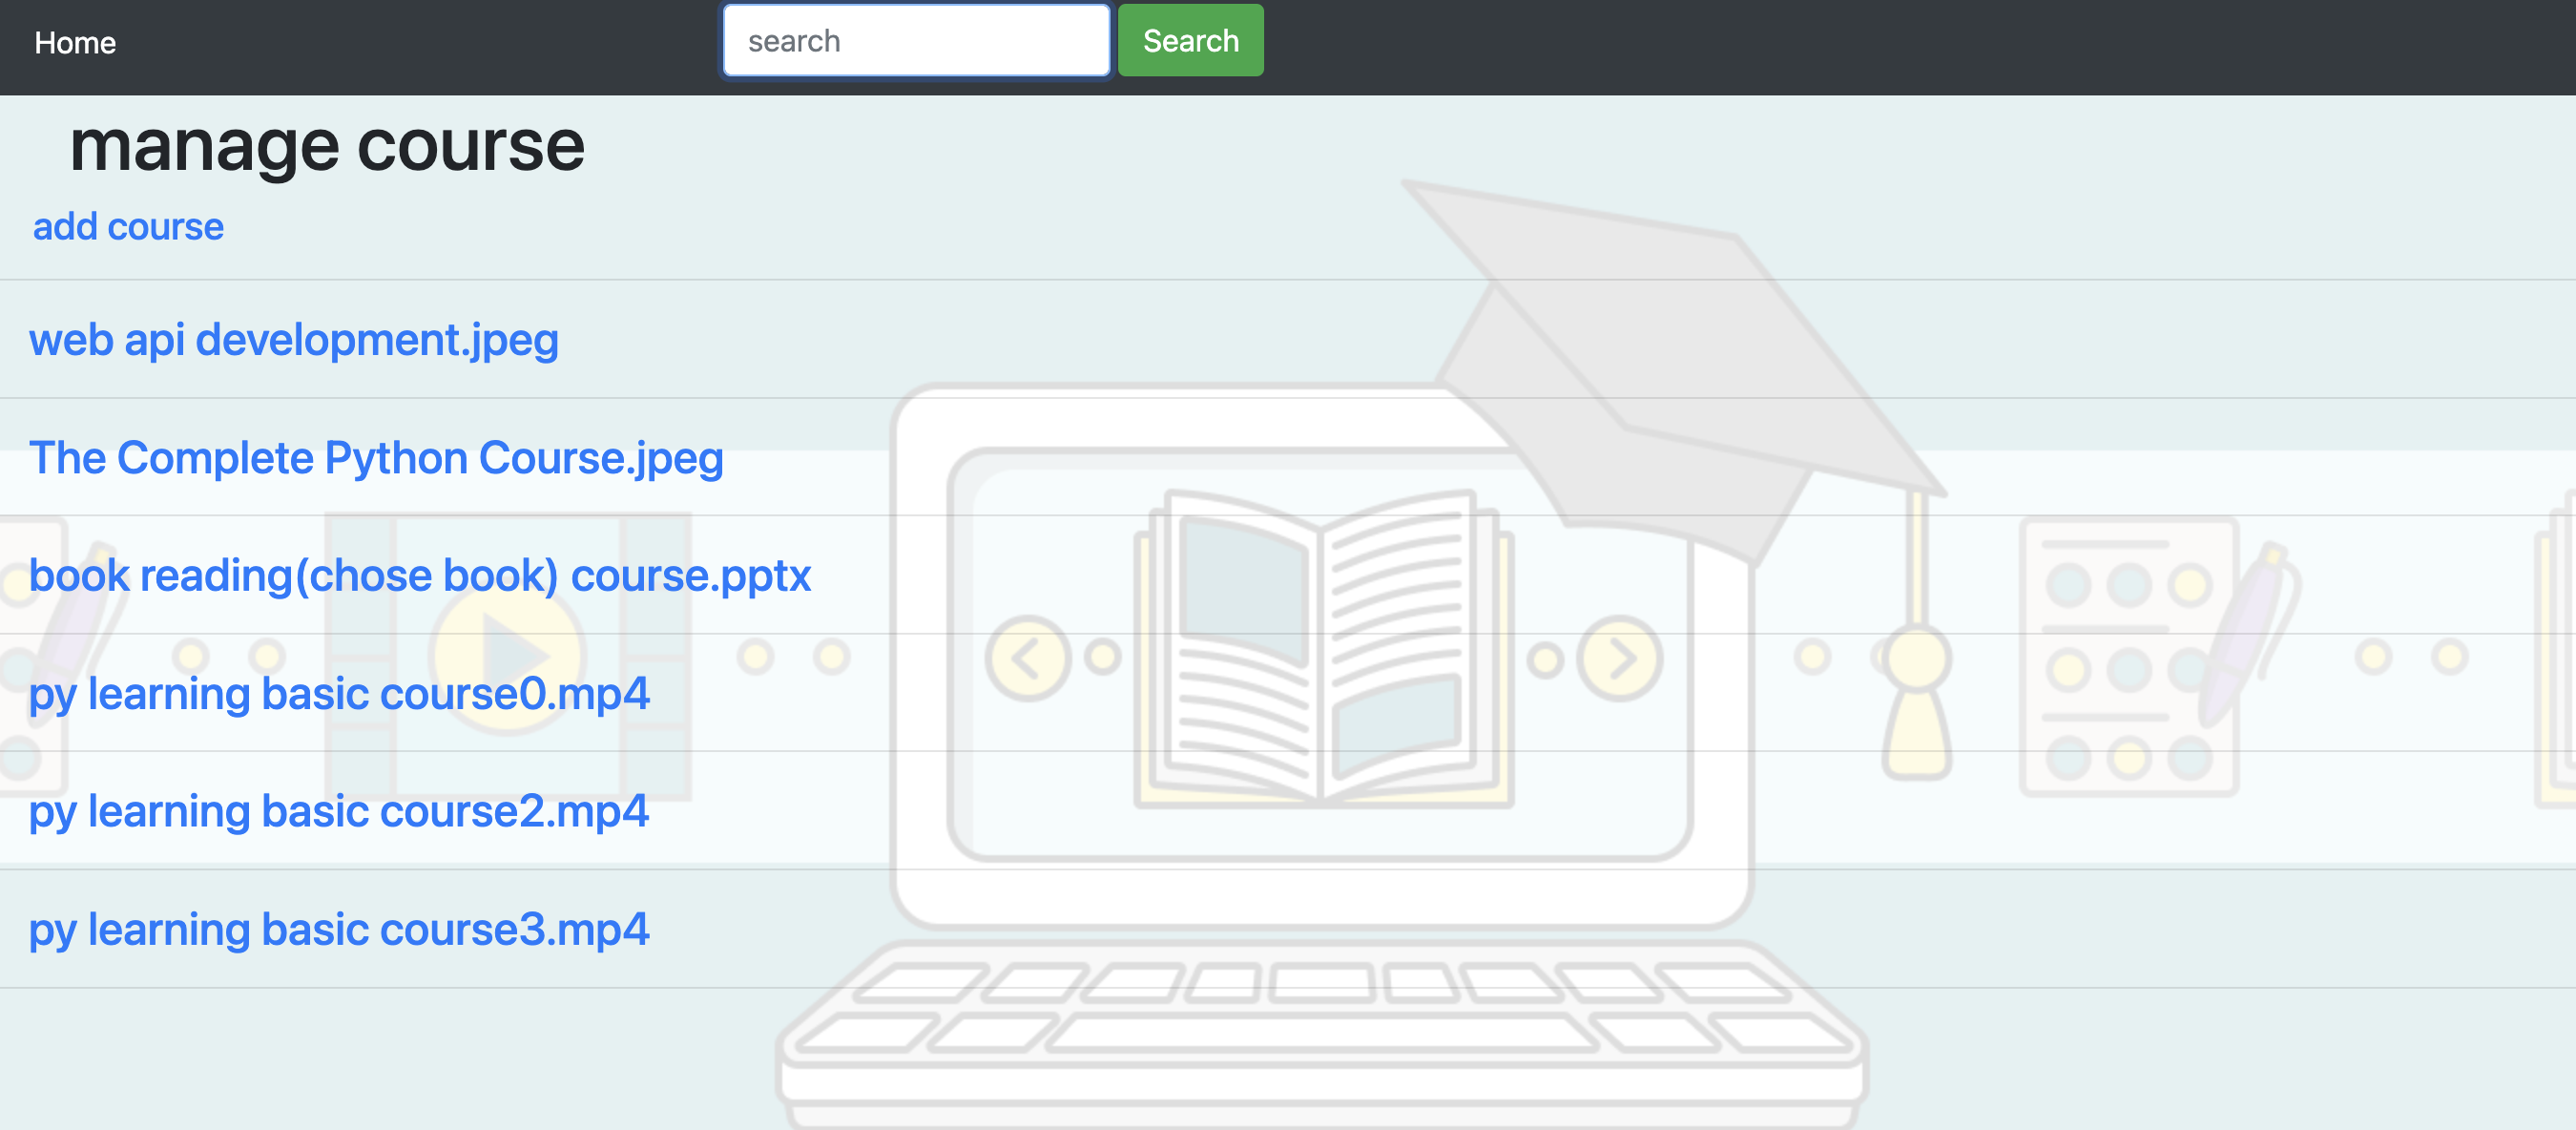 Home search Search
manage course
add course
web api development.jpeg
The Complete Python Course.jpeg
book reading(chose book) course.pptx
py learning basic course0.mp4
py learning basic course2.mp4
py learning basic course3.mp4